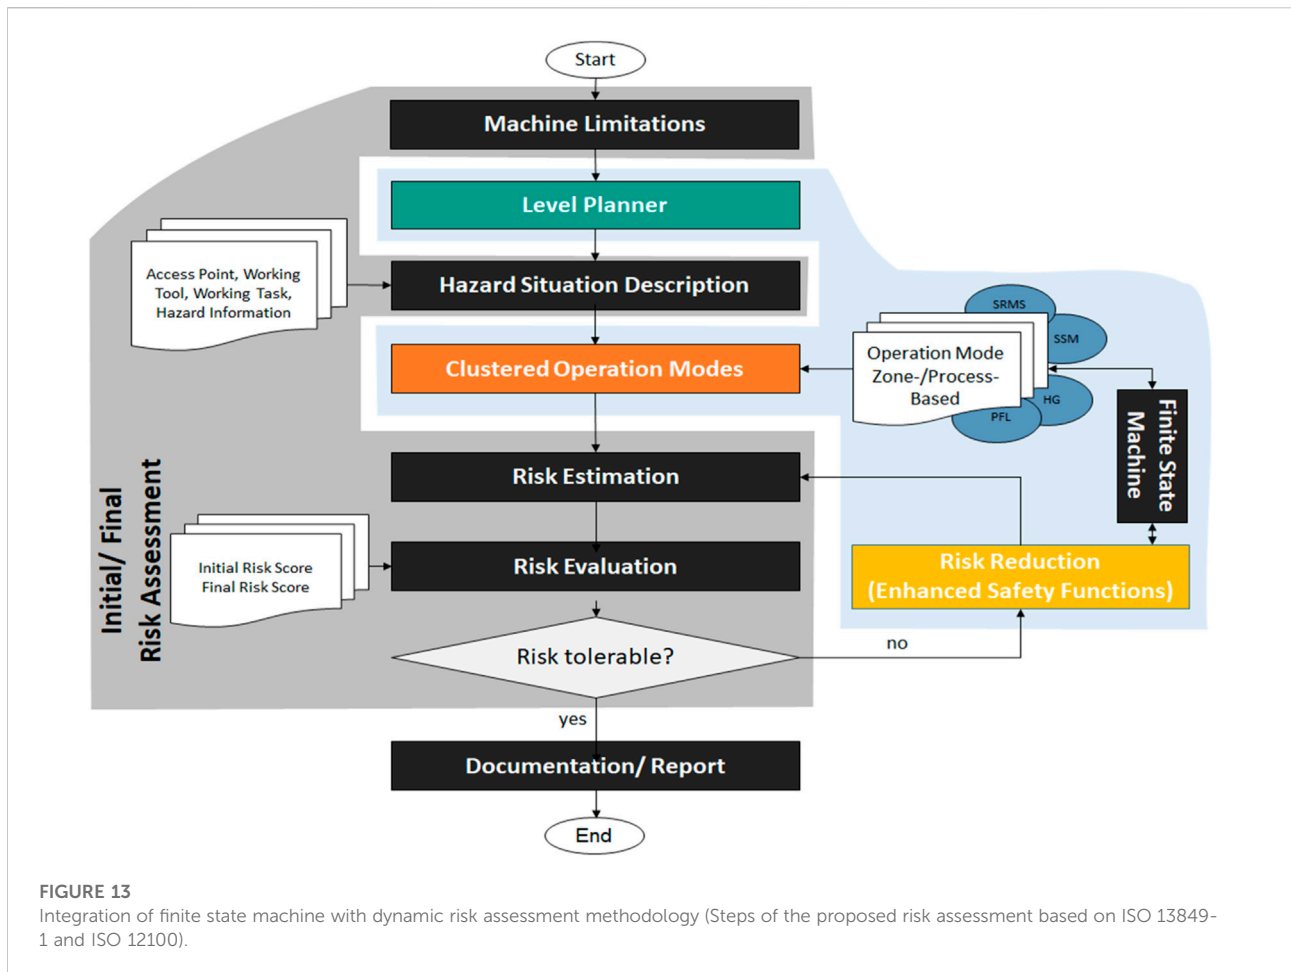 Start
Machine Limitations
Level Planner
Hazard Situation Description
Access Point, Working
Tool, Working Task,
Hazard Information
Clustered Operation Modes
Operation Mode
Zone-/Process-
Based
SRMS
SSM
HG
PFL
Finite State
Machine
Risk Estimation
Risk Evaluation
Initial Risk Score
Final Risk Score
Initial/ Final
Risk Assessment
Risk Reduction
(Enhanced Safety Functions)
Risk tolerable?
no
yes
Documentation/ Report
End
FIGURE 13
Integration of finite state machine with dynamic risk assessment methodology (Steps of the proposed risk assessment based on ISO 13849-
1 and ISO 12100).